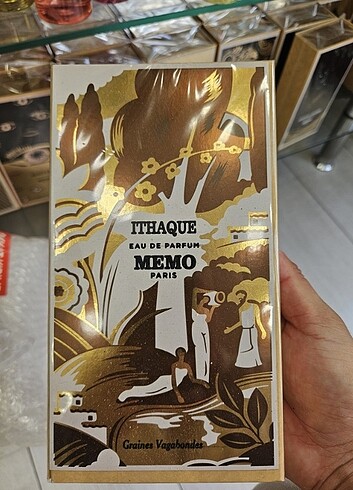 ITHAQUE
EAU DE PARFUM
MEMO
PARIS
Graines Vagabondes